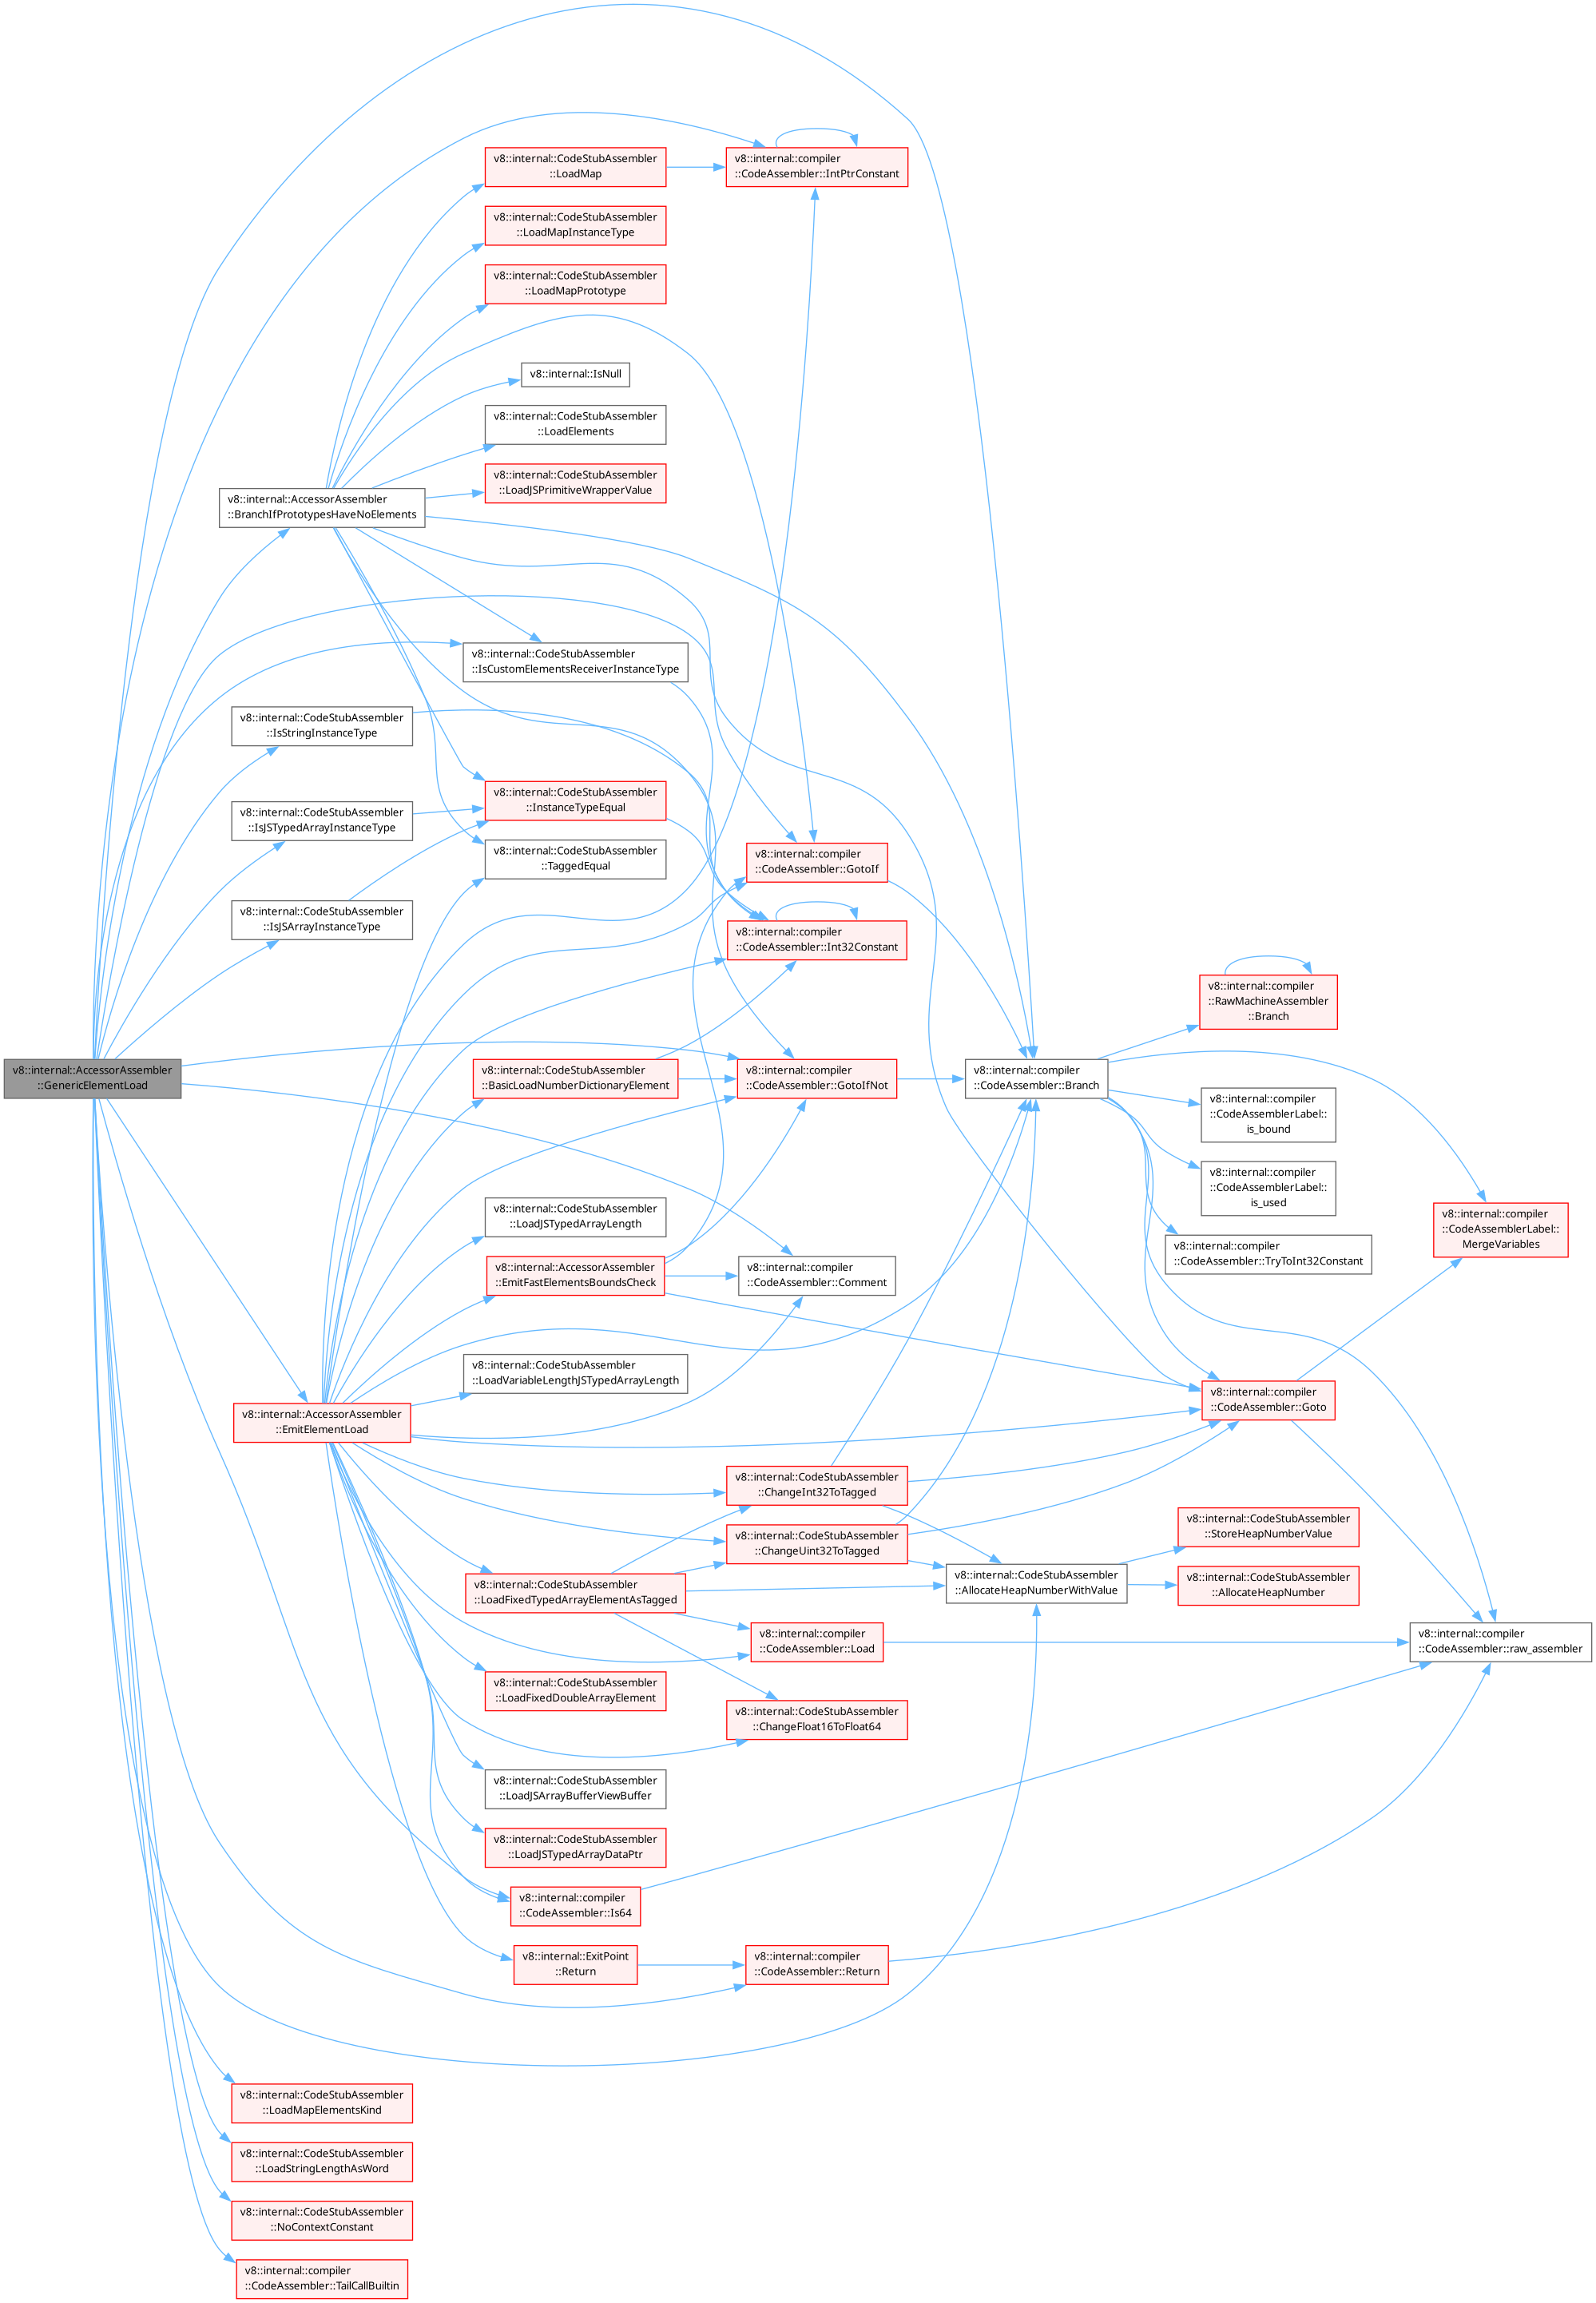 v8::internal::AccessorAssembler
::GenericElementLoad
v8::internal::AccessorAssembler
::BranchIfPrototypesHaveNoElements
v8::internal::CodeStubAssembler
::IsStringInstanceType
v8::internal::CodeStubAssembler
::IsJSTypedArrayInstanceType
v8::internal::CodeStubAssembler
::IsJSArrayInstanceType
v8::internal::AccessorAssembler
::EmitElementLoad
v8::internal::CodeStubAssembler
::LoadMapElementsKind
v8::internal::CodeStubAssembler
::LoadStringLengthAsWord
v8::internal::CodeStubAssembler
::NoContextConstant
v8::internal::compiler
::CodeAssembler::TailCallBuiltin
v8::internal::CodeStubAssembler
::LoadMap
v8::internal::CodeStubAssembler
::LoadMapInstanceType
v8::internal::CodeStubAssembler
::LoadMapPrototype
v8::internal::IsNull
v8::internal::CodeStubAssembler
::LoadElements
v8::internal::CodeStubAssembler
::LoadJSPrimitiveWrapperValue
v8::internal::CodeStubAssembler
::IsCustomElementsReceiverInstanceType
v8::internal::CodeStubAssembler
::InstanceTypeEqual
v8::internal::CodeStubAssembler
::TaggedEqual
v8::internal::CodeStubAssembler
::BasicLoadNumberDictionaryElement
v8::internal::CodeStubAssembler
::LoadJSTypedArrayLength
v8::internal::AccessorAssembler
::EmitFastElementsBoundsCheck
v8::internal::CodeStubAssembler
::LoadVariableLengthJSTypedArrayLength
v8::internal::CodeStubAssembler
::LoadFixedTypedArrayElementAsTagged
v8::internal::CodeStubAssembler
::LoadFixedDoubleArrayElement
v8::internal::CodeStubAssembler
::LoadJSArrayBufferViewBuffer
v8::internal::CodeStubAssembler
::LoadJSTypedArrayDataPtr
v8::internal::compiler
::CodeAssembler::Is64
v8::internal::ExitPoint
::Return
v8::internal::compiler
::CodeAssembler::IntPtrConstant
v8::internal::compiler
::CodeAssembler::GotoIf
v8::internal::compiler
::CodeAssembler::Int32Constant
v8::internal::compiler
::CodeAssembler::GotoIfNot
v8::internal::compiler
::CodeAssembler::Comment
v8::internal::CodeStubAssembler
::ChangeInt32ToTagged
v8::internal::CodeStubAssembler
::ChangeUint32ToTagged
v8::internal::compiler
::CodeAssembler::Load
v8::internal::CodeStubAssembler
::ChangeFloat16ToFloat64
v8::internal::compiler
::CodeAssembler::Return
v8::internal::compiler
::CodeAssembler::Branch
v8::internal::CodeStubAssembler
::AllocateHeapNumberWithValue
v8::internal::compiler
::RawMachineAssembler
::Branch
v8::internal::compiler
::CodeAssemblerLabel::
is_bound
v8::internal::compiler
::CodeAssemblerLabel::
is_used
v8::internal::compiler
::CodeAssembler::TryToInt32Constant
v8::internal::compiler
::CodeAssembler::Goto
v8::internal::CodeStubAssembler
::StoreHeapNumberValue
v8::internal::CodeStubAssembler
::AllocateHeapNumber
v8::internal::compiler
::CodeAssemblerLabel::
MergeVariables
v8::internal::compiler
::CodeAssembler::raw_assembler